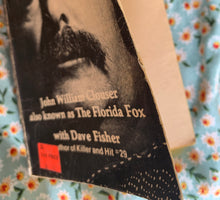 John William Clouser
also known as The Florida Fox
with Dave Fisher
author of Killer and Hit #29